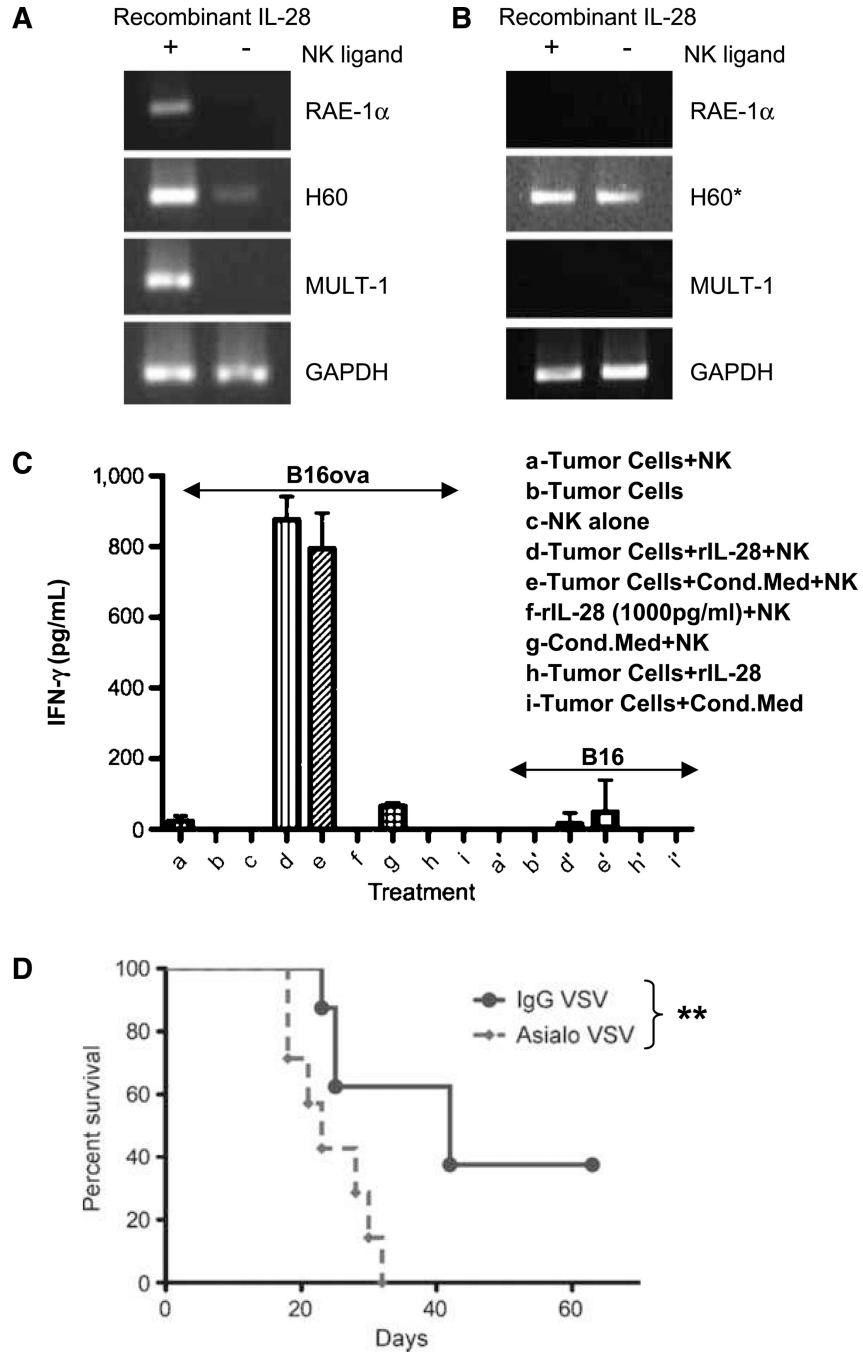 A
Recombinant IL-28
+ - NK ligand
RAE-1α
H60
MULT-1
GAPDH
B
Recombinant IL-28
+ - NK ligand
RAE-1α
H60*
MULT-1
GAPDH
C
1,000
800
600
400
200
0
IFN-γ (pg/mL)
B16ova
B16
a b c d e f g h i a' b' d' e' h' i'
Treatment
a-Tumor Cells+NK
b-Tumor Cells
c-NK alone
d-Tumor Cells+rIL-28+NK
e-Tumor Cells+Cond.Med+NK
f-rIL-28 (1000pg/ml)+NK
g-Cond.Med+NK
h-Tumor Cells+rIL-28
i-Tumor Cells+Cond.Med
D
100
80
60
40
20
0
Percent survival
IgG VSV
Asialo VSV
**
0 20 40 60
Days